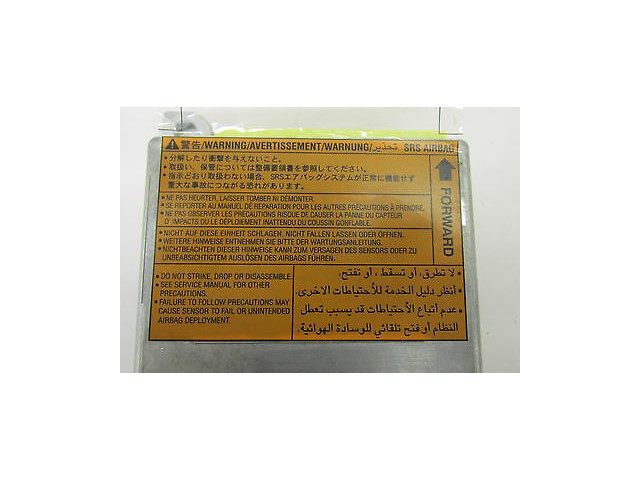 警告/WARNING/AVERTISSEMENT/WARNUNG/تحذير SRS AIRBAG
•分解したり衝撃を与えないこと。
•取扱い、保管については整備要領書を参照してください。
•指示どおり取扱わない場合、SRSエアバッグシステムが正常に機能せず
重大な事故につながる恐れがあります。
•NE PAS HEURTER, LAISSER TOMBER NI DÉMONTER.
•SE REPORTER AU MANUEL DE REPARATION POUR LES AUTRES PRÉCAUTIONS À PRENDRE.
•NE PAS OBSERVER LES PRÉCAUTIONS RISQUE DE CAUSER LA PANNE DU CAPTEUR
D'IMPACTS OU LE DÉPLOIEMENT INATTENDU DU COUSSIN GONFLABLE.
•NICHT AUF DIESE EINHEIT SCHLAGEN, NICHT FALLEN LASSEN ODER ÖFFNEN.
•WEITERE HINWEISE ENTNEHMEN SIE BITTE DER WARTUNGSANLEITUNG.
•NICHTBEACHTEN DIESER HINWEISE KANN ZUM VERSAGEN DES SENSORS ODER ZU
UNBEABSICHTIGTEM AUSLÖSEN DES AIRBAGS FÜHREN.
FORWARD
•DO NOT STRIKE, DROP OR DISASSEMBLE.
•SEE SERVICE MANUAL FOR OTHER
PRECAUTIONS.
•FAILURE TO FOLLOW PRECAUTIONS MAY
CAUSE SENSOR TO FAIL OR UNINTENDED
AIRBAG DEPLOYMENT.
•لا تطرق، أو تسقط، أو تفتح.
•أنظر دليل الخدمة للأحتياطات الاخرى.
•عدم أتباع الأحتياطات قد يسبب تعطل
النظام أو فتح تلقائي للوسادة الهوائية.